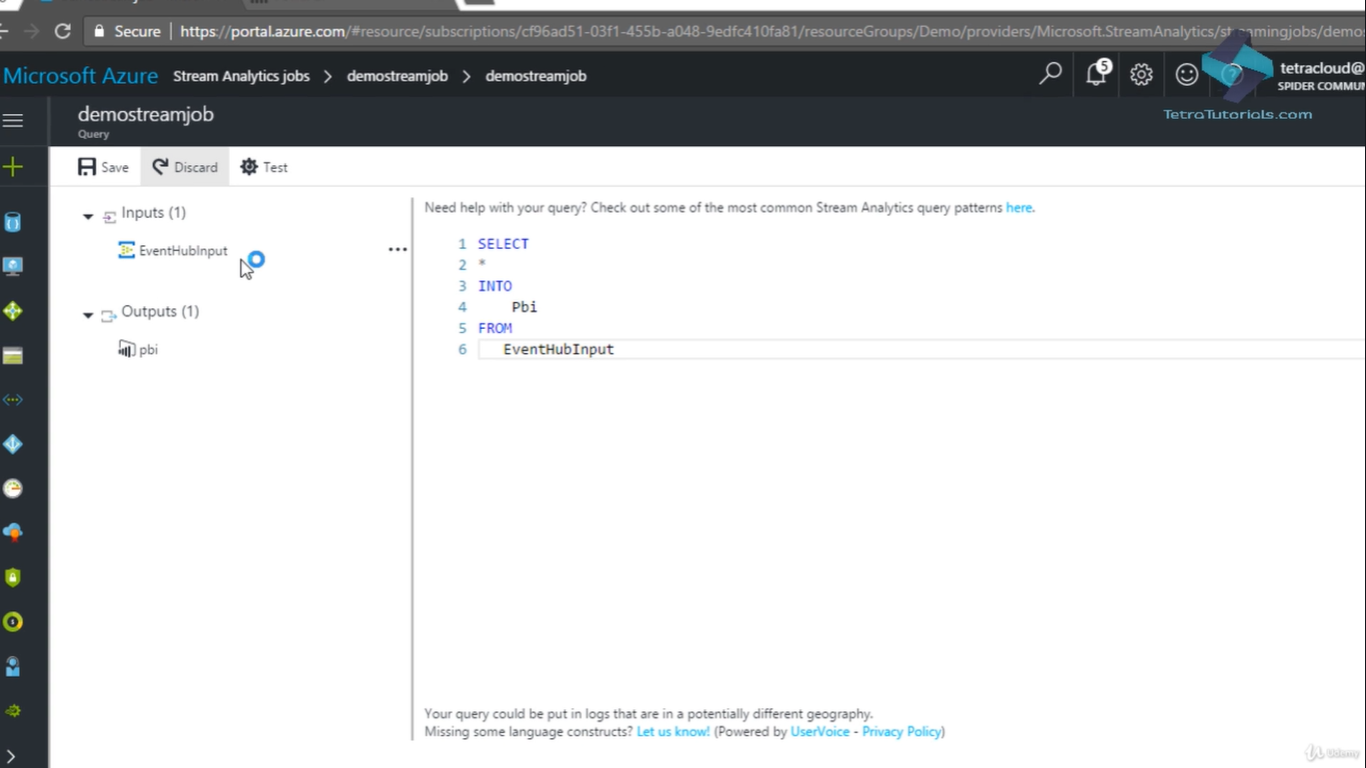 Secure https://portal.azure.com/#resource/subscriptions/cf96ad51-03f1-455b-a048-9edfc410fa81/resourceGroups/Demo/providers/Microsoft.StreamAnalytics/streamingjobs/demo
Microsoft Azure Stream Analytics jobs > demostreamjob > demostreamjob
5
tetracloud@
SPIDER COMMU
TetraTutorials.com
demostreamjob
Query
Save Discard Test
Inputs (1)
EventHubInput ...
Outputs (1)
pbi
Need help with your query? Check out some of the most common Stream Analytics query patterns here.
1 SELECT
2 *
3 INTO
4 Pbi
5 FROM
6 EventHubInput
Your query could be put in logs that are in a potentially different geography.
Missing some language constructs? Let us know! (Powered by UserVoice - Privacy Policy)
Udemy